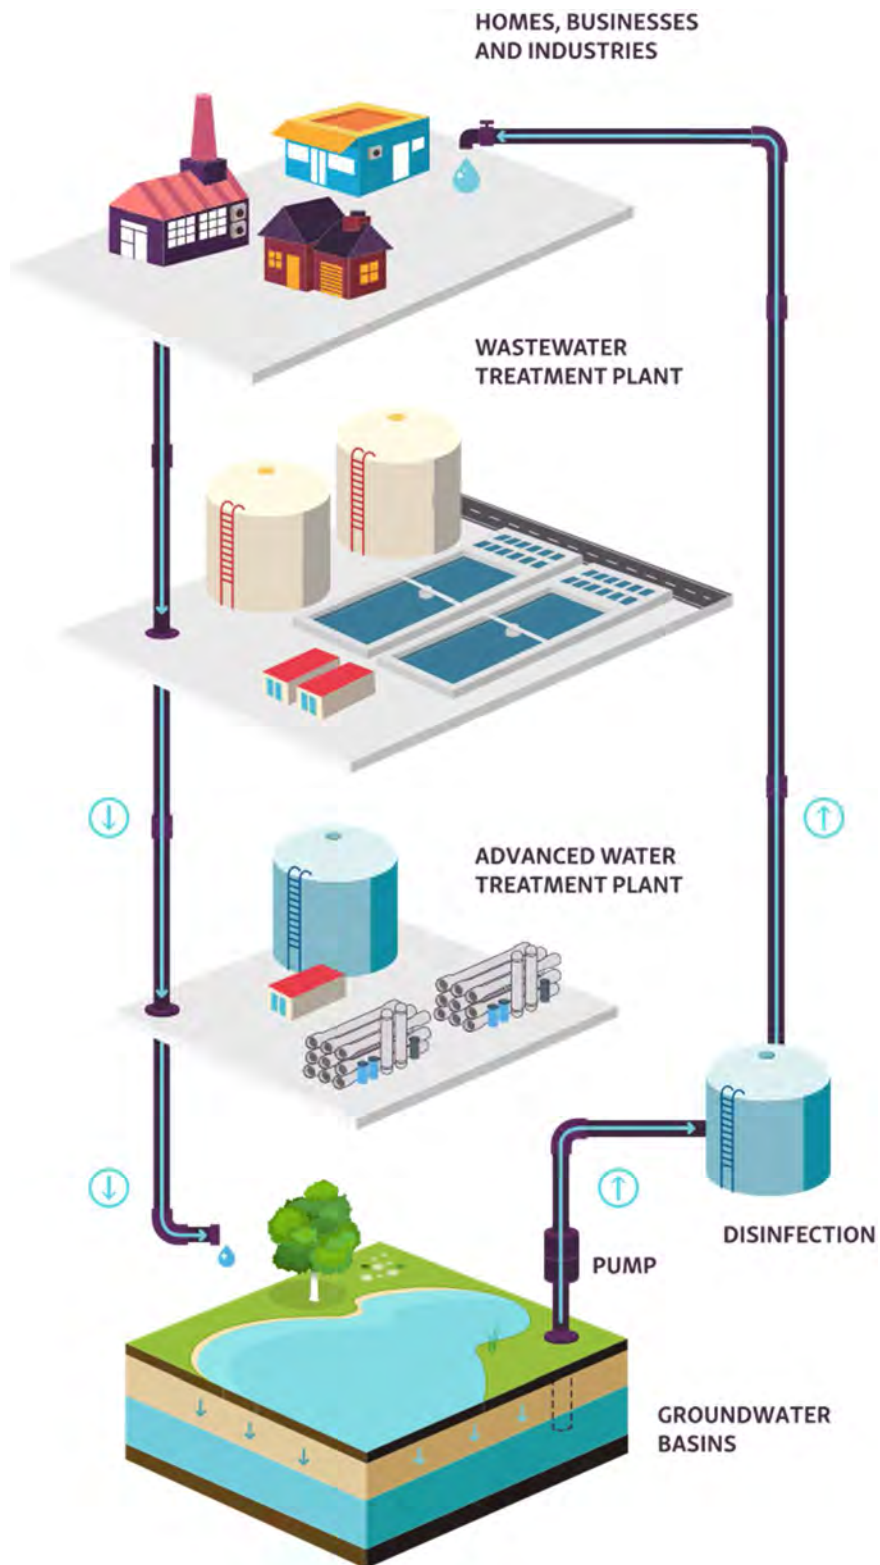 HOMES, BUSINESSES
AND INDUSTRIES
WASTEWATER
TREATMENT PLANT
ADVANCED WATER
TREATMENT PLANT
DISINFECTION
PUMP
GROUNDWATER
BASINS